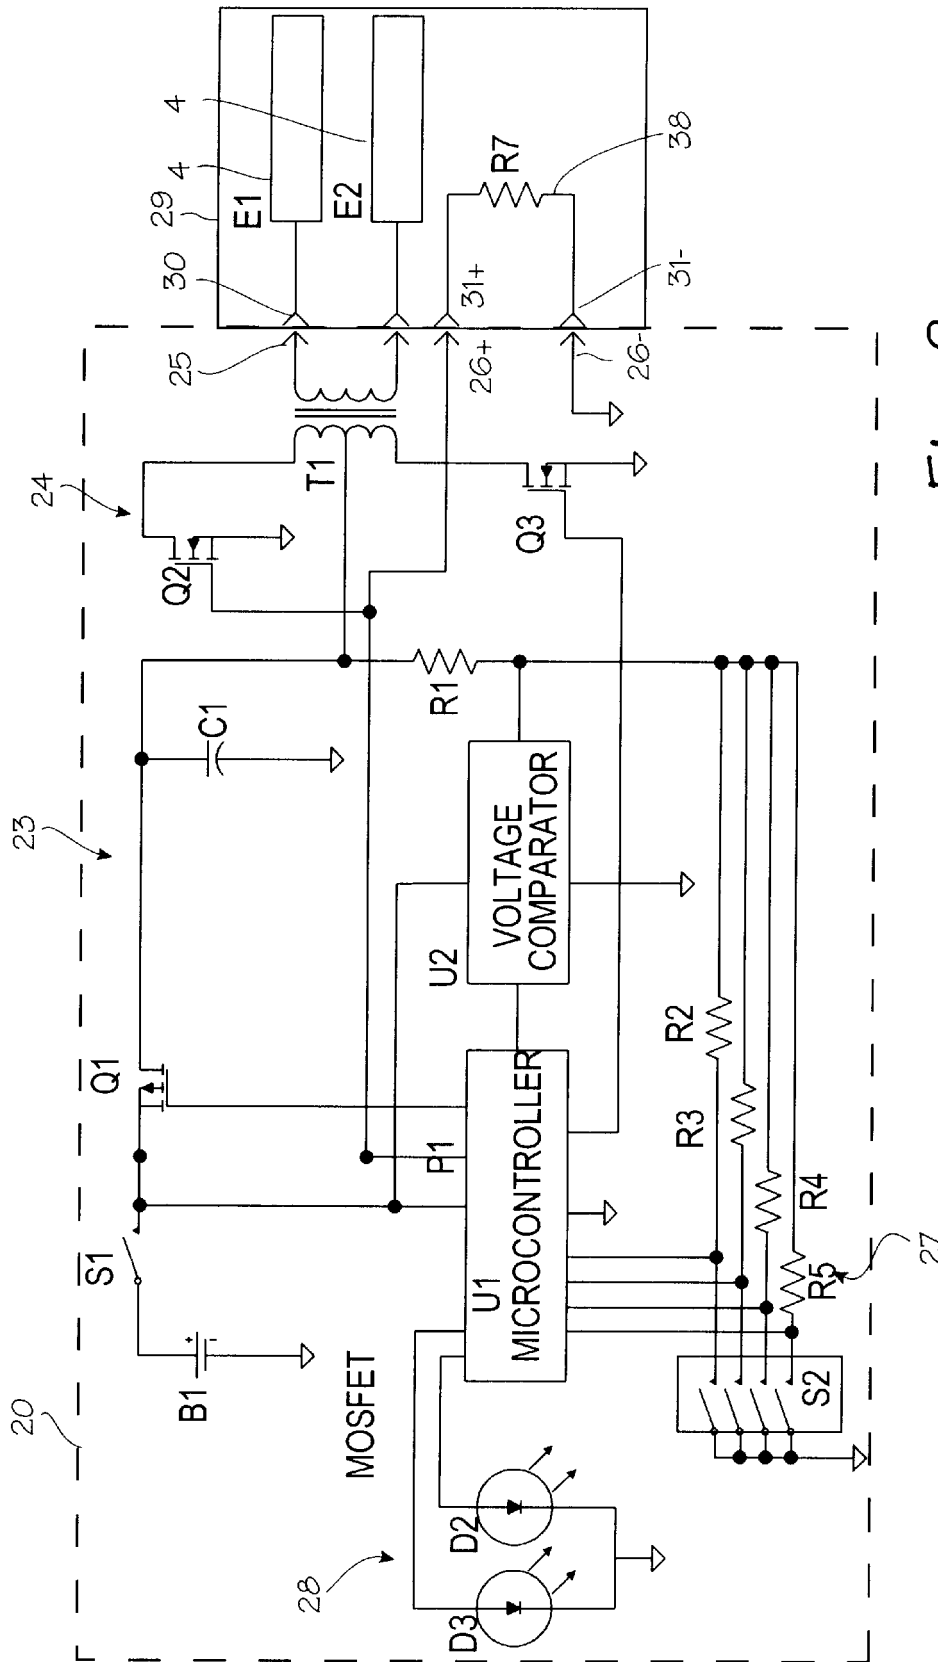 20
B1
S1
Q1
23
C1
24
Q2
T1
25
30
29
E1
4
4
E2
R7
38
31+
31-
26+
26-
Q3
R1
VOLTAGE
COMPARATOR
U2
P1
U1
MICROCONTROLLER
MOSFET
28
D2
D3
R2
R3
R4
R5
S2
27